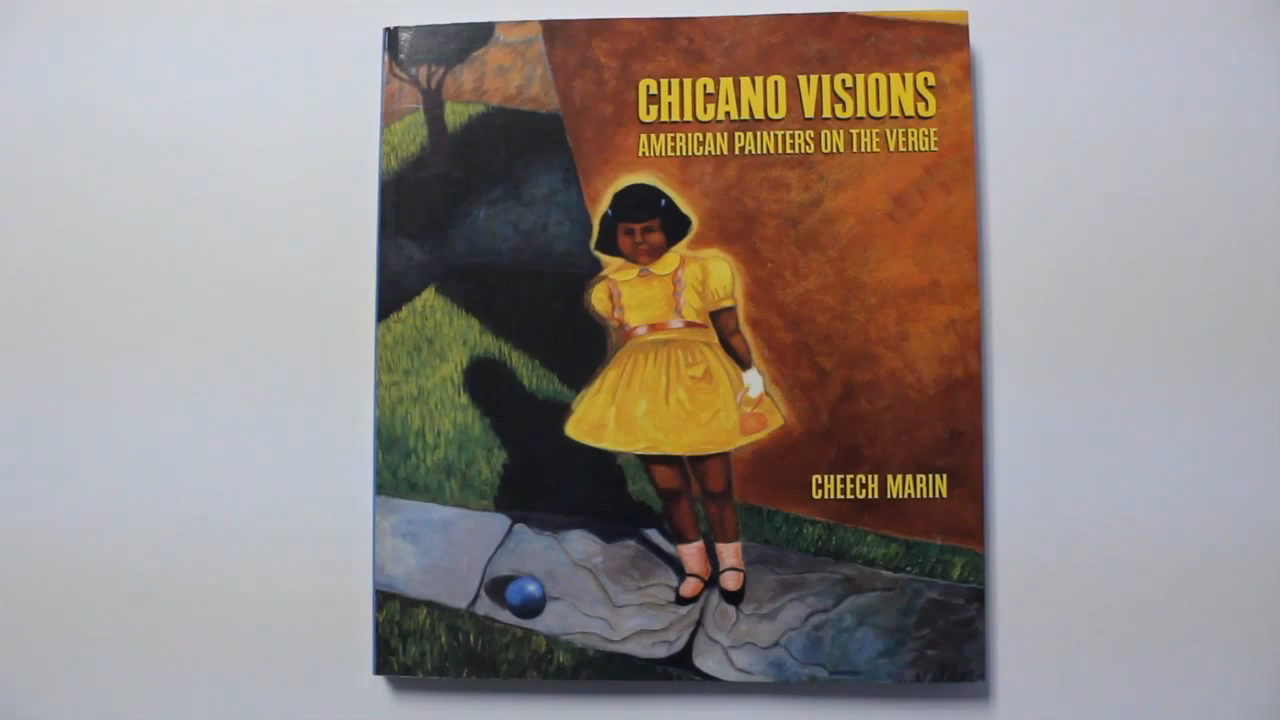 CHICANO VISIONS
AMERICAN PAINTERS ON THE VERGE
CHEECH MARIN